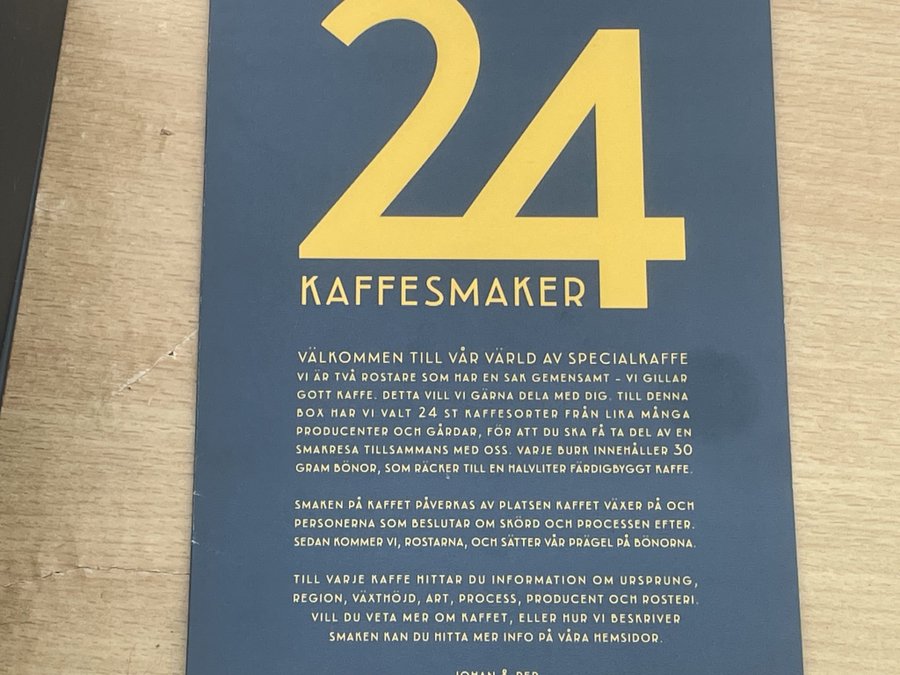 24
KAFFESMAKER
VÄLKOMMEN TILL VÅR VÄRLD AV SPECIALKAFFE
VI ÄR TVÅ ROSTARE SOM HAR EN SAK GEMENSAMT – VI GILLAR
GOTT KAFFE. DETTA VILL VI GÄRNA DELA MED DIG. TILL DENNA
BOX HAR VI VALT 24 ST KAFFESORTER FRÅN LIKA MÅNGA
PRODUCENTER OCH GÅRDAR, FÖR ATT DU SKA FÅ TA DEL AV EN
SMAKRESA TILLSAMMANS MED OSS. VARJE BURK INNEHÅLLER 30
GRAM BÖNOR, SOM RÄCKER TILL EN HALVLITER FÄRDIGBYGGT KAFFE.
SMAKEN PÅ KAFFET PÅVERKAS AV PLATSEN KAFFET VÄXER PÅ OCH
PERSONERNA SOM BESLUTAR OM SKÖRD OCH PROCESSEN EFTER.
SEDAN KOMMER VI, ROSTARNA, OCH SÄTTER VÅR PRÄGEL PÅ BÖNORNA.
TILL VARJE KAFFE HITTAR DU INFORMATION OM URSPRUNG,
REGION, VÄXTHÖJD, ART, PROCESS, PRODUCENT OCH ROSTERI.
VILL DU VETA MER OM KAFFET, ELLER HUR VI BESKRIVER
SMAKEN KAN DU HITTA MER INFO PÅ VÅRA HEMSIDOR.
JOHAN & PER